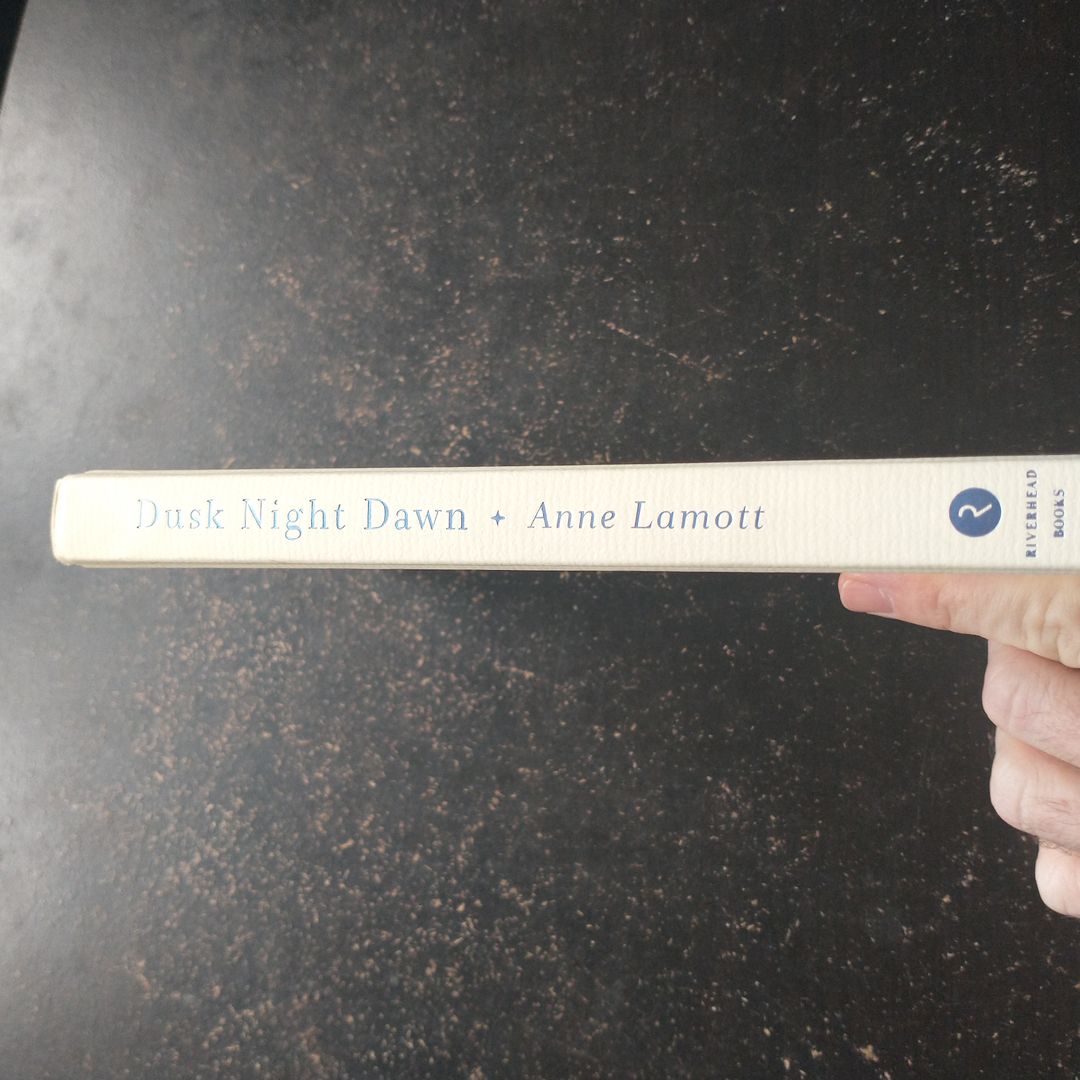 Dusk Night Dawn ✦ Anne Lamott
R
RIVERHEAD
BOOKS